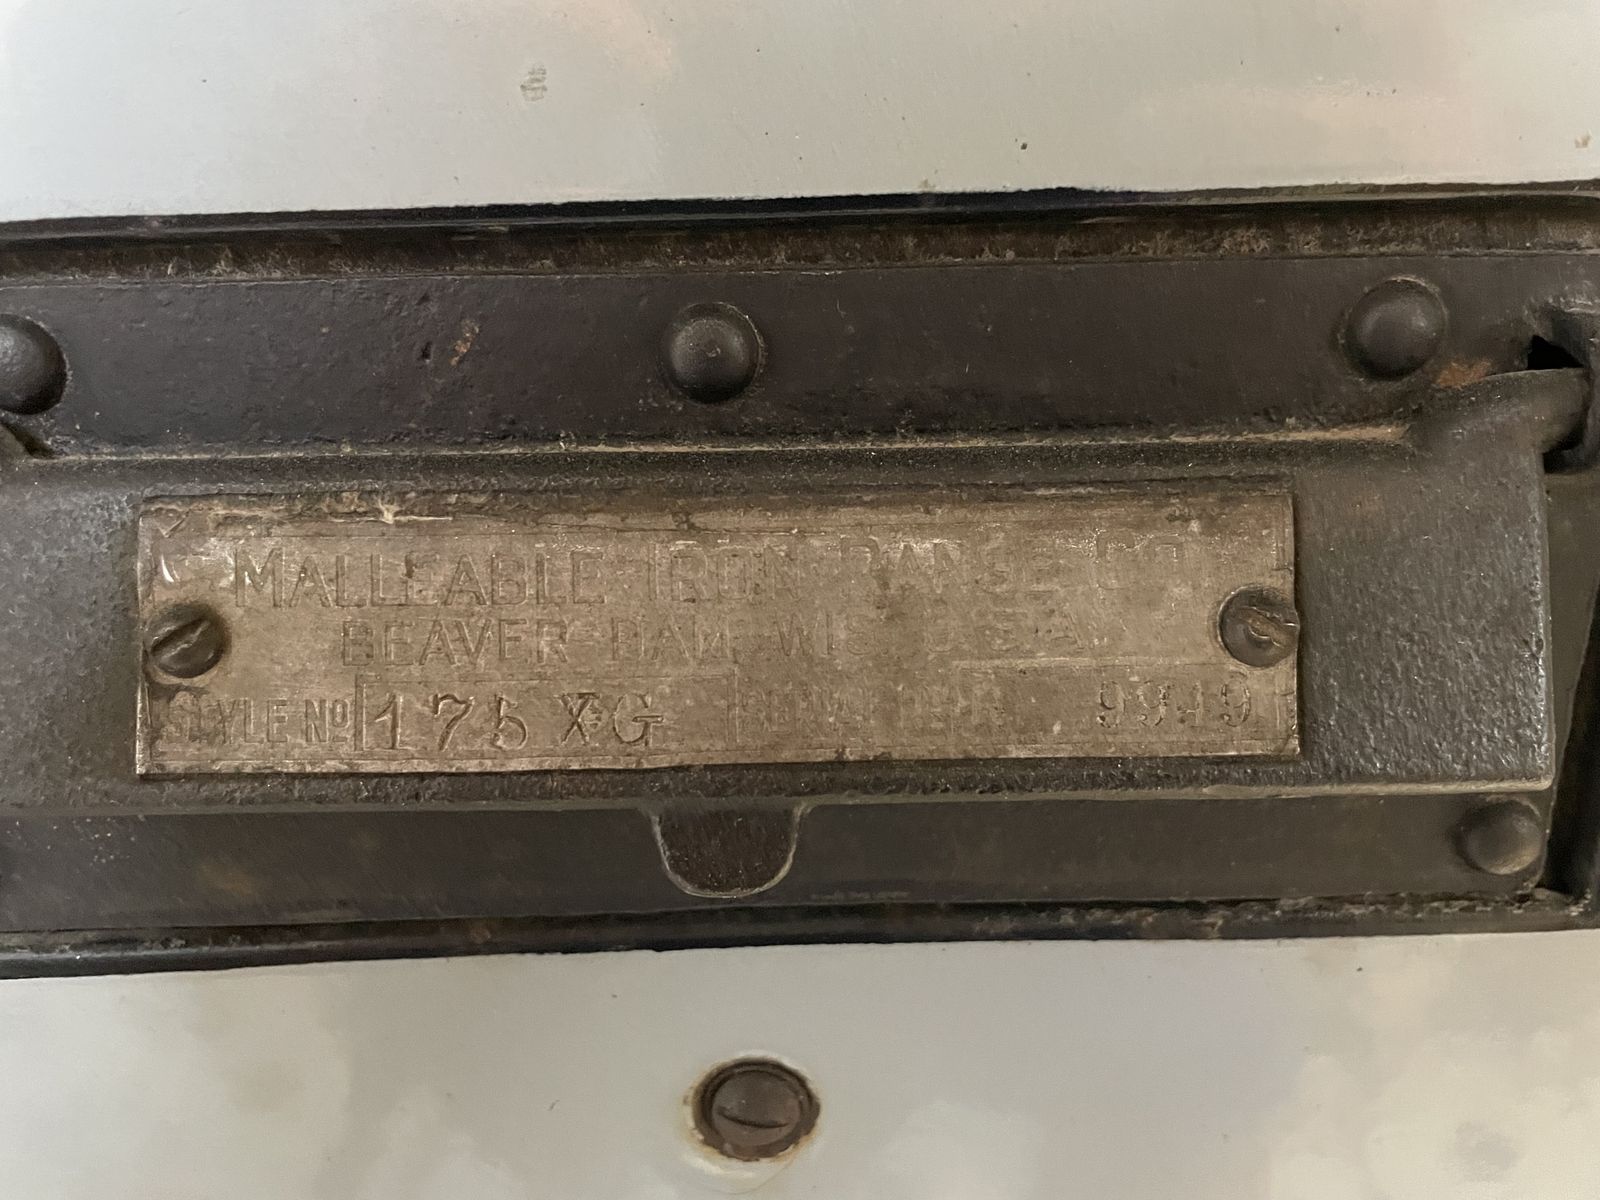 MALLEABLE IRON RANGE CO.
BEAVER DAM, WIS. U.S.A.
STYLE NO 175 XG 9949